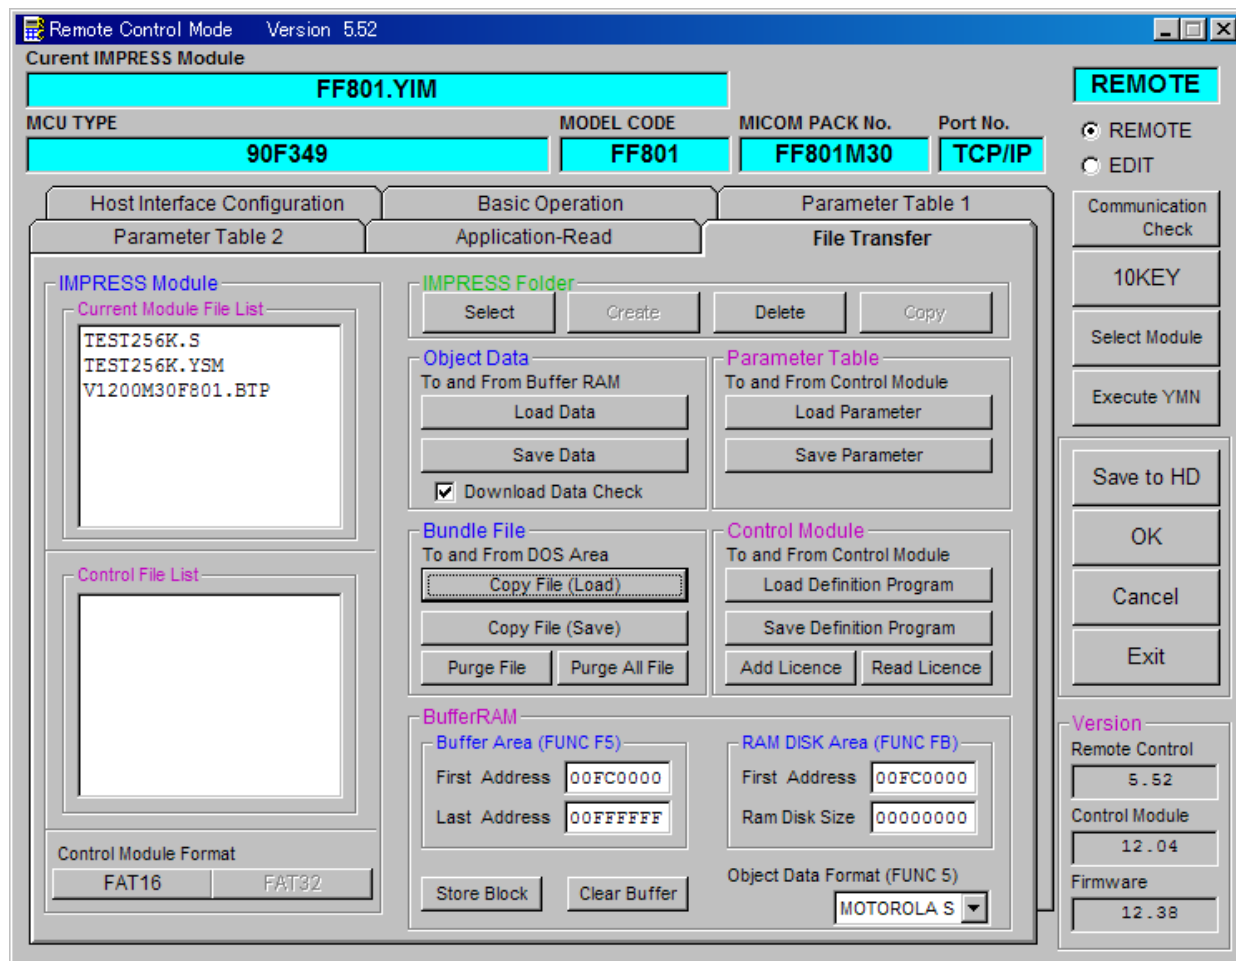 Remote Control Mode Version 5.52
Curent IMPRESS Module
FF801.YIM
REMOTE
MCU TYPE MODEL CODE MICOM PACK No. Port No.
90F349 FF801 FF801M30 TCP/IP
REMOTE
EDIT
Host Interface Configuration Basic Operation Parameter Table 1
Parameter Table 2 Application-Read File Transfer
IMPRESS Module
Current Module File List
TEST256K.S
TEST256K.YSM
V1200M30F801.BTP
Control File List
Control Module Format
FAT16 FAT32
IMPRESS Folder
Select Create Delete Copy
Object Data
To and From Buffer RAM
Load Data
Save Data
Download Data Check
Parameter Table
To and From Control Module
Load Parameter
Save Parameter
Bundle File
To and From DOS Area
Copy File (Load)
Copy File (Save)
Purge File Purge All File
Control Module
To and From Control Module
Load Definition Program
Save Definition Program
Add Licence Read Licence
BufferRAM
Buffer Area (FUNC F5)
First Address 00FC0000
Last Address 00FFFFFF
RAM DISK Area (FUNC FB)
First Address 00FC0000
Ram Disk Size 00000000
Store Block Clear Buffer
Object Data Format (FUNC 5)
MOTOROLA S
Communication
Check
10KEY
Select Module
Execute YMN
Save to HD
OK
Cancel
Exit
Version
Remote Control
5.52
Control Module
12.04
Firmware
12.38